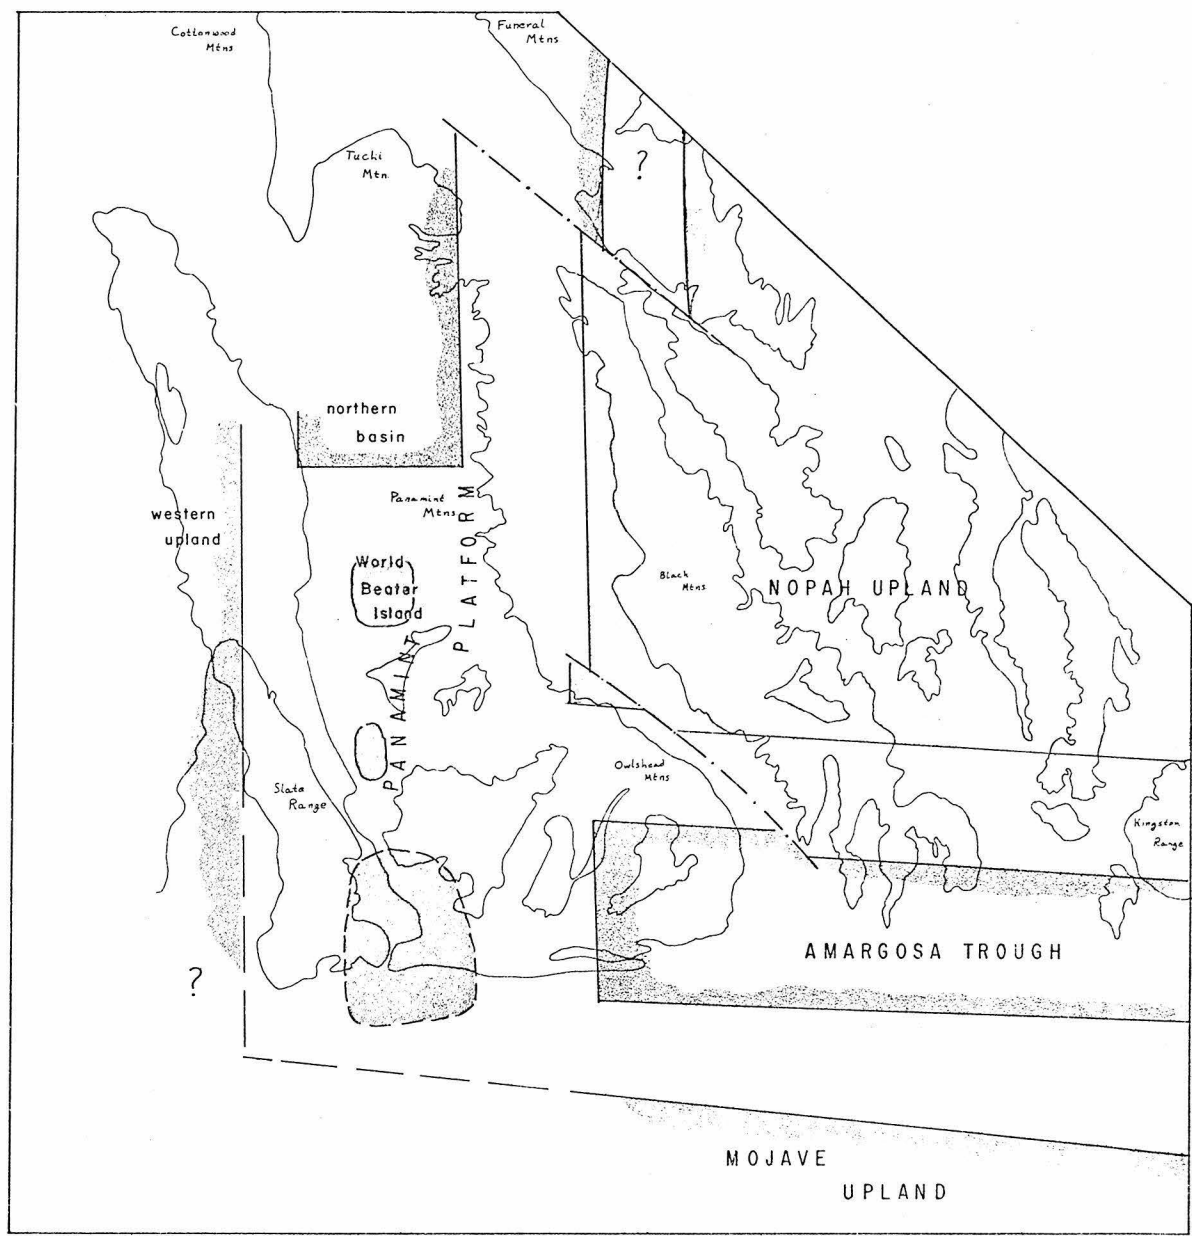 Cottonwood
Mtns
Funeral
Mtns
Tucki
Mtn.
?
northern
basin
Panamint
Mtns
western
upland
World
Beater
Island
PANAMINT
PLATFORM
Black
Mtns
NOPAH UPLAND
Slate
Range
Owlshead
Mtns
Kingston
Range
AMARGOSA TROUGH
?
MOJAVE
UPLAND